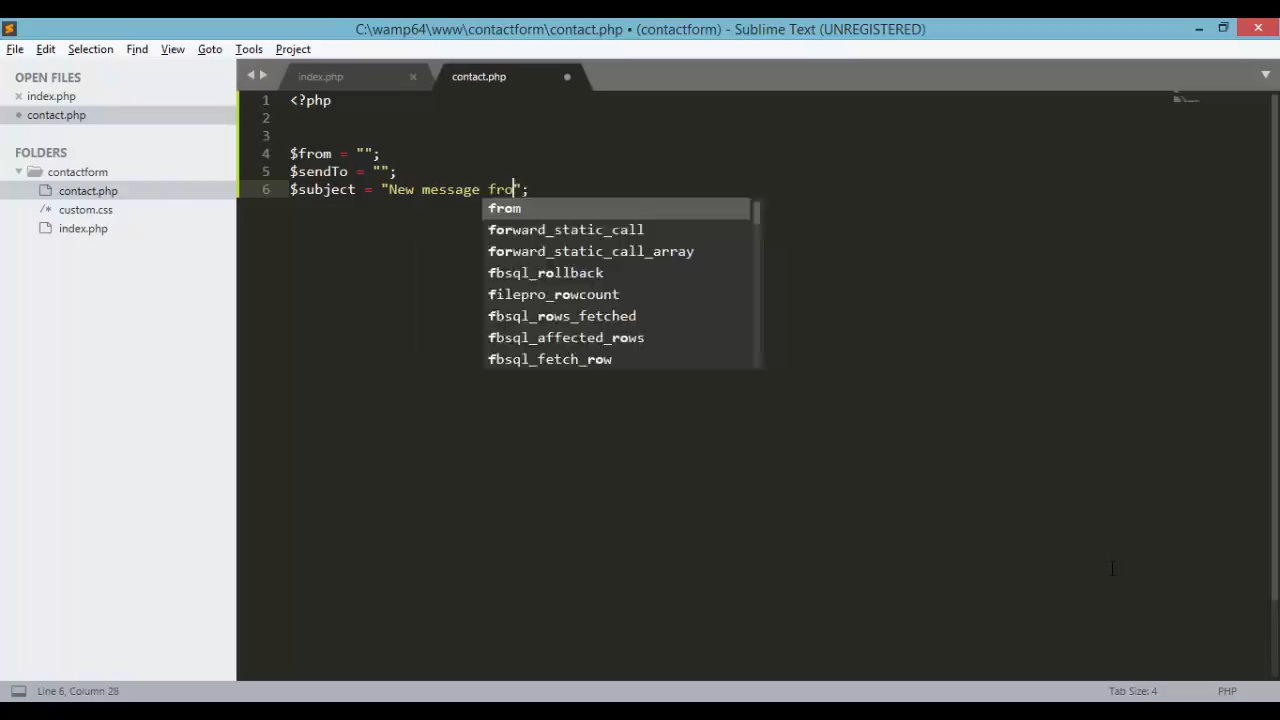 C:\wamp64\www\contactform\contact.php • (contactform) - Sublime Text (UNREGISTERED)
File Edit Selection Find View Goto Tools Project
OPEN FILES
index.php
contact.php
FOLDERS
contactform
contact.php
/* custom.css
index.php
index.php
contact.php
1 <?php
2
3
4 $from = "";
5 $sendTo = "";
6 $subject = "New message fro";
from
forward_static_call
forward_static_call_array
fbsql_rollback
filepro_rowcount
fbsql_rows_fetched
fbsql_affected_rows
fbsql_fetch_row
Line 6, Column 28
Tab Size: 4
PHP